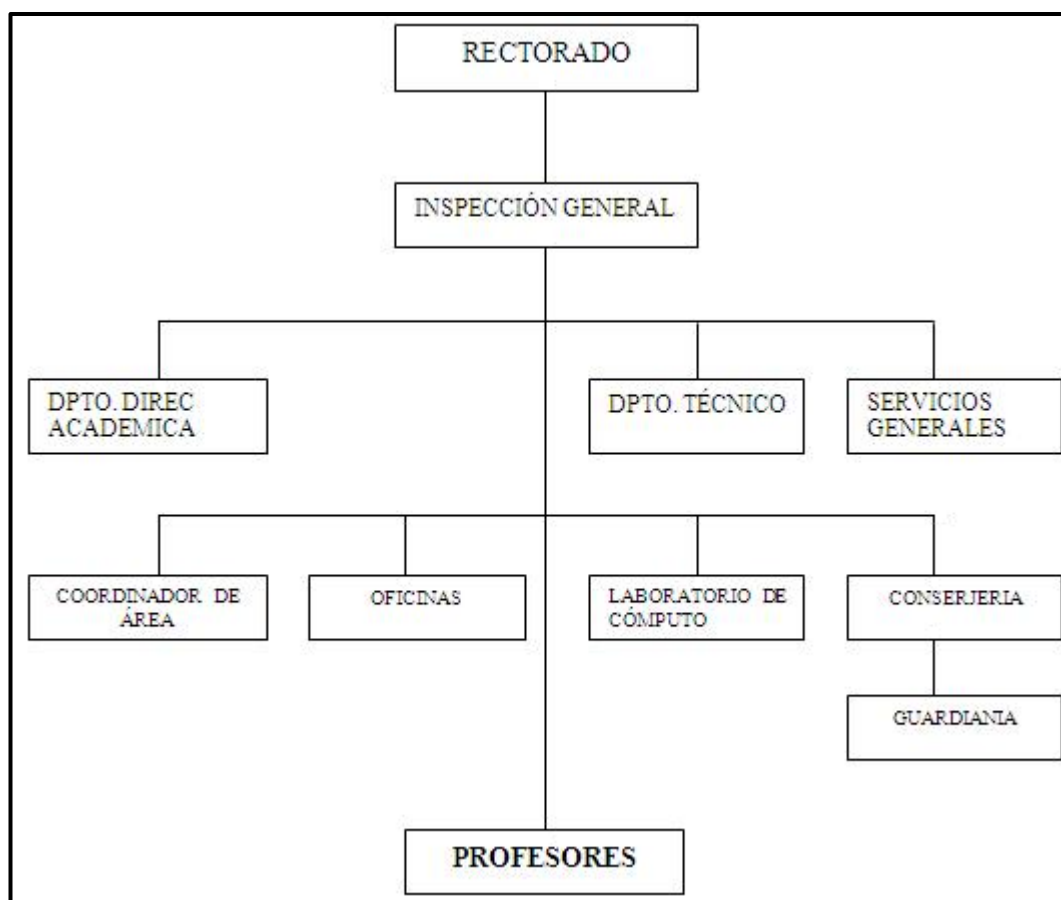 RECTORADO
INSPECCIÓN GENERAL
DPTO. DIREC
ACADEMICA
DPTO. TÉCNICO
SERVICIOS
GENERALES
COORDINADOR DE
ÁREA
OFICINAS
LABORATORIO DE
CÓMPUTO
CONSERJERIA
GUARDIANIA
PROFESORES